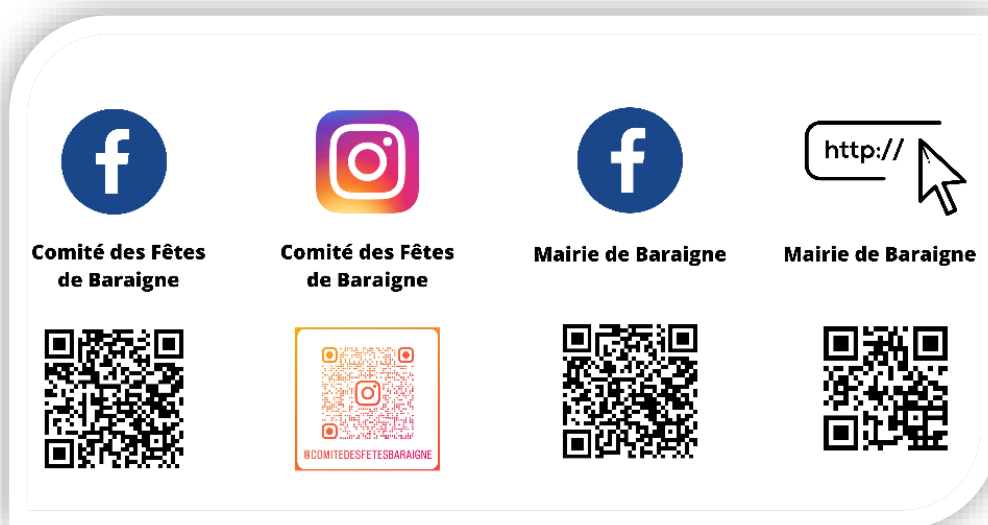 http://
Comité des Fêtes
de Baraigne
Comité des Fêtes
de Baraigne
Mairie de Baraigne
Mairie de Baraigne
@COMITEDESFETESBARAIGNE